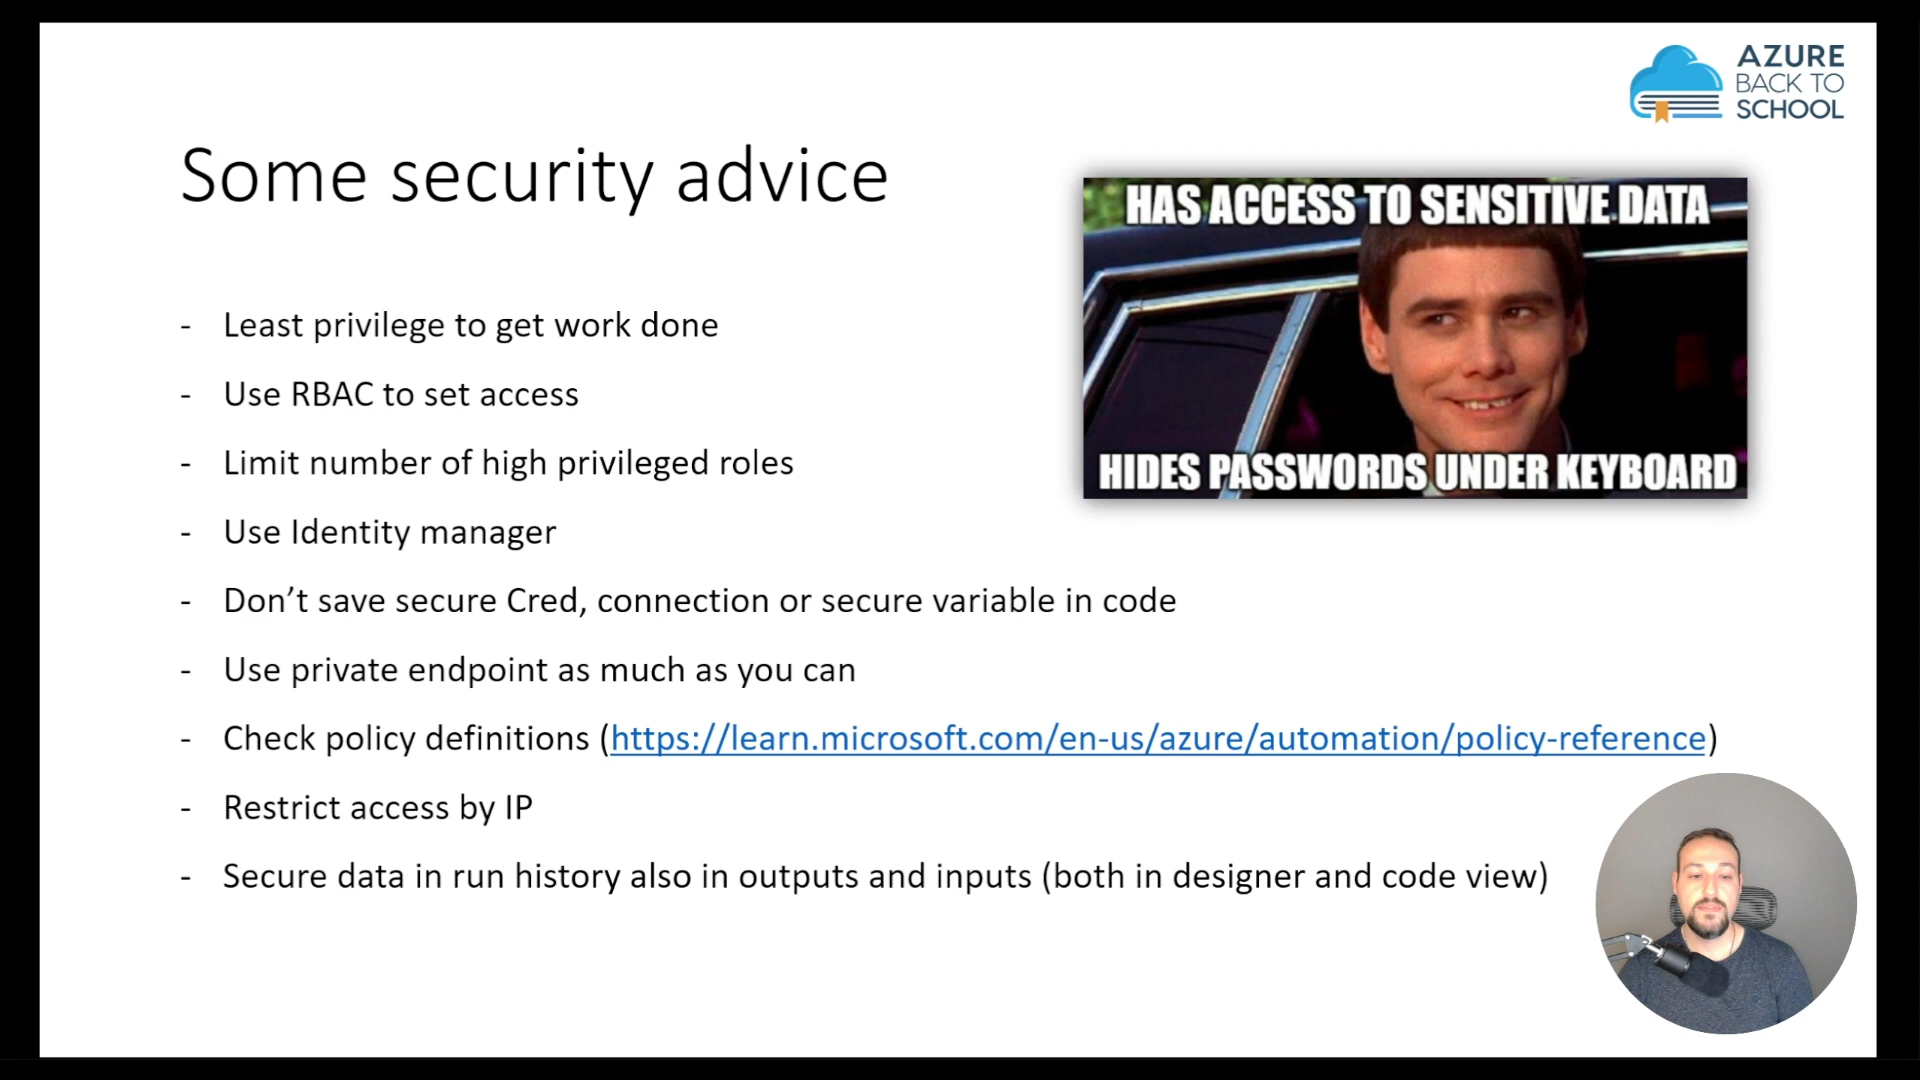 AZURE
BACK TO
SCHOOL
Some security advice
HAS ACCESS TO SENSITIVE DATA
HIDES PASSWORDS UNDER KEYBOARD
- Least privilege to get work done
- Use RBAC to set access
- Limit number of high privileged roles
- Use Identity manager
- Don’t save secure Cred, connection or secure variable in code
- Use private endpoint as much as you can
- Check policy definitions (https://learn.microsoft.com/en-us/azure/automation/policy-reference)
- Restrict access by IP
- Secure data in run history also in outputs and inputs (both in designer and code view)